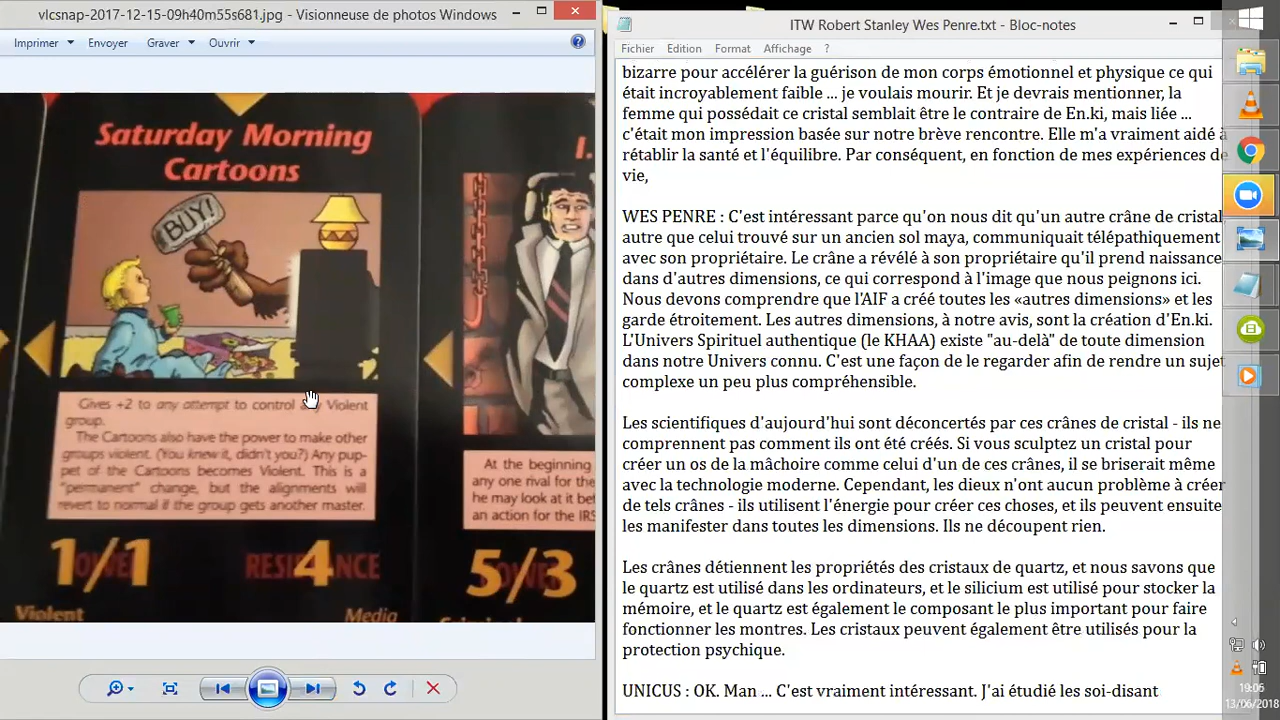 vlcsnap-2017-12-15-09h40m55s681.jpg - Visionneuse de photos Windows
Imprimer
Envoyer
Graver
Ouvrir
Saturday Morning
Cartoons
BUY!
Gives +2 to any attempt to control any Violent
group.
The Cartoons also have the power to make other
groups violent. (You knew it, didn't you?) Any pup-
pet of the Cartoons becomes Violent. This is a
"permanent" change, but the alignments will
revert to normal if the group gets another master.
1/1
RESISTANCE
4
Violent
Media
I.
At the beginning
any one rival for the
he may look at it bef
an action for the IRS
5/3
ITW Robert Stanley Wes Penre.txt - Bloc-notes
Fichier Edition Format Affichage ?
bizarre pour accélérer la guérison de mon corps émotionnel et physique ce qui
était incroyablement faible ... je voulais mourir. Et je devrais mentionner, la
femme qui possédait ce cristal semblait être le contraire de En.ki, mais liée ...
c'était mon impression basée sur notre brève rencontre. Elle m'a vraiment aidé à
rétablir la santé et l'équilibre. Par conséquent, en fonction de mes expériences de
vie,
WES PENRE : C'est intéressant parce qu'on nous dit qu'un autre crâne de cristal
autre que celui trouvé sur un ancien sol maya, communiquait télépathiquement
avec son propriétaire. Le crâne a révélé à son propriétaire qu'il prend naissance
dans d'autres dimensions, ce qui correspond à l'image que nous peignons ici.
Nous devons comprendre que l'AIF a créé toutes les «autres dimensions» et les
garde étroitement. Les autres dimensions, à notre avis, sont la création d'En.ki.
L'Univers Spirituel authentique (le KHAA) existe "au-delà" de toute dimension
dans notre Univers connu. C'est une façon de le regarder afin de rendre un sujet
complexe un peu plus compréhensible.
Les scientifiques d'aujourd'hui sont déconcertés par ces crânes de cristal - ils ne
comprennent pas comment ils ont été créés. Si vous sculptez un cristal pour
créer un os de la mâchoire comme celui d'un de ces crânes, il se briserait même
avec la technologie moderne. Cependant, les dieux n'ont aucun problème à créer
de tels crânes - ils utilisent l'énergie pour créer ces choses, et ils peuvent ensuite
les manifester dans toutes les dimensions. Ils ne découpent rien.
Les crânes détiennent les propriétés des cristaux de quartz, et nous savons que
le quartz est utilisé dans les ordinateurs, et le silicium est utilisé pour stocker la
mémoire, et le quartz est également le composant le plus important pour faire
fonctionner les montres. Les cristaux peuvent également être utilisés pour la
protection psychique.
UNICUS : OK. Man ... C'est vraiment intéressant. J'ai étudié les soi-disant
19:05
13/06/2018